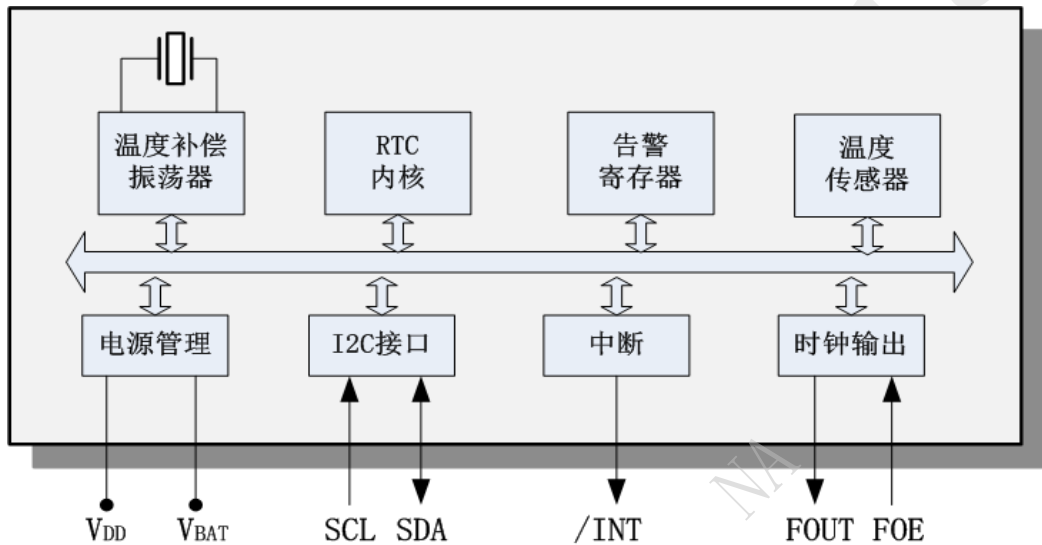 温度补偿
振荡器
RTC
内核
告警
寄存器
温度
传感器
电源管理
I2C接口
中断
时钟输出
VDD
VBAT
SCL
SDA
/INT
FOUT
FOE
NA